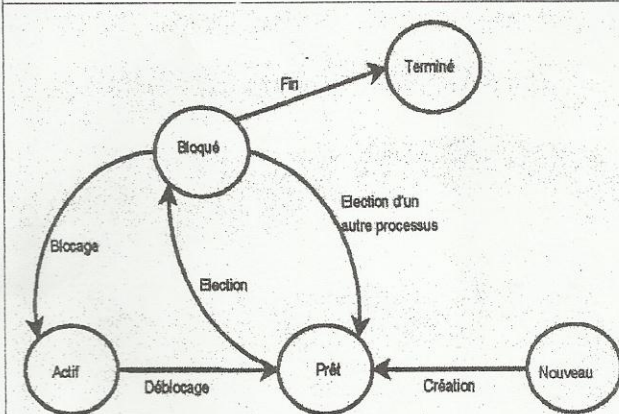 Terminé
Fin
Bloqué
Election d'un
autre processus
Blocage
Election
Actif
Déblocage
Prêt
Création
Nouveau